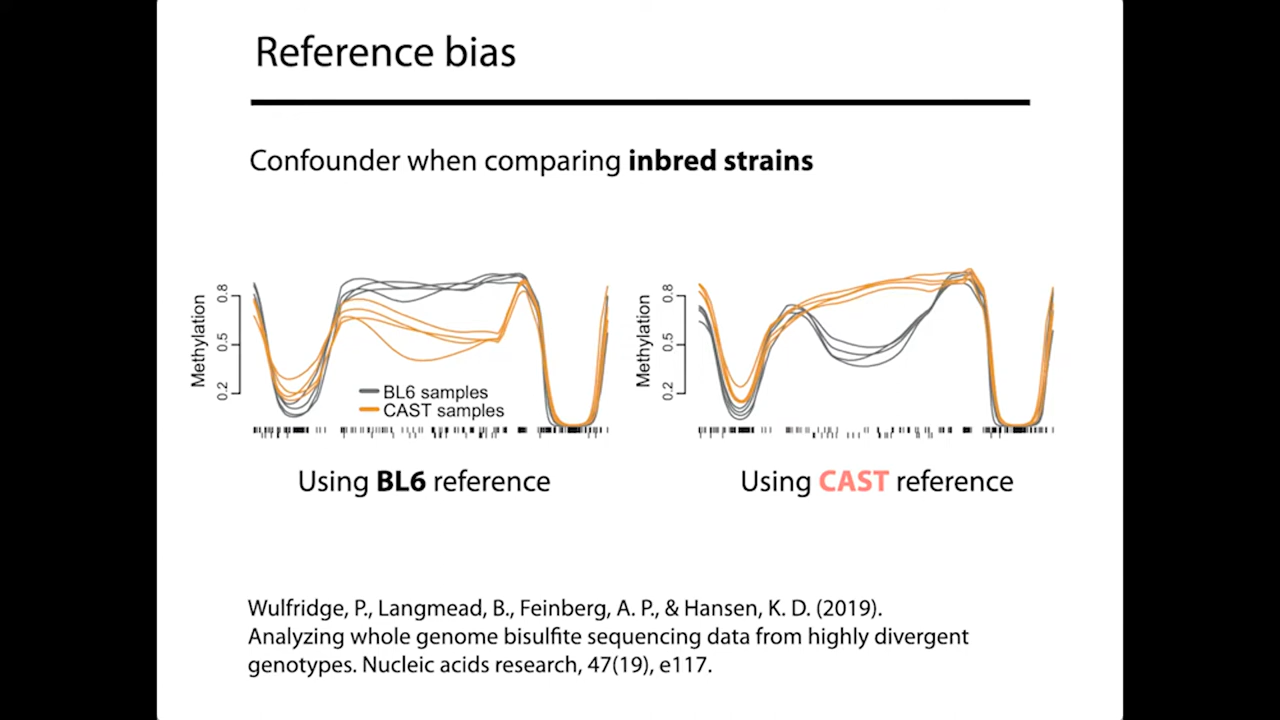 Reference bias
Confounder when comparing inbred strains
Methylation
0.2 0.5 0.8
BL6 samples
CAST samples
Using BL6 reference
Methylation
0.2 0.5 0.8
Using CAST reference
Wulfridge, P., Langmead, B., Feinberg, A. P., & Hansen, K. D. (2019).
Analyzing whole genome bisulfite sequencing data from highly divergent
genotypes. Nucleic acids research, 47(19), e117.